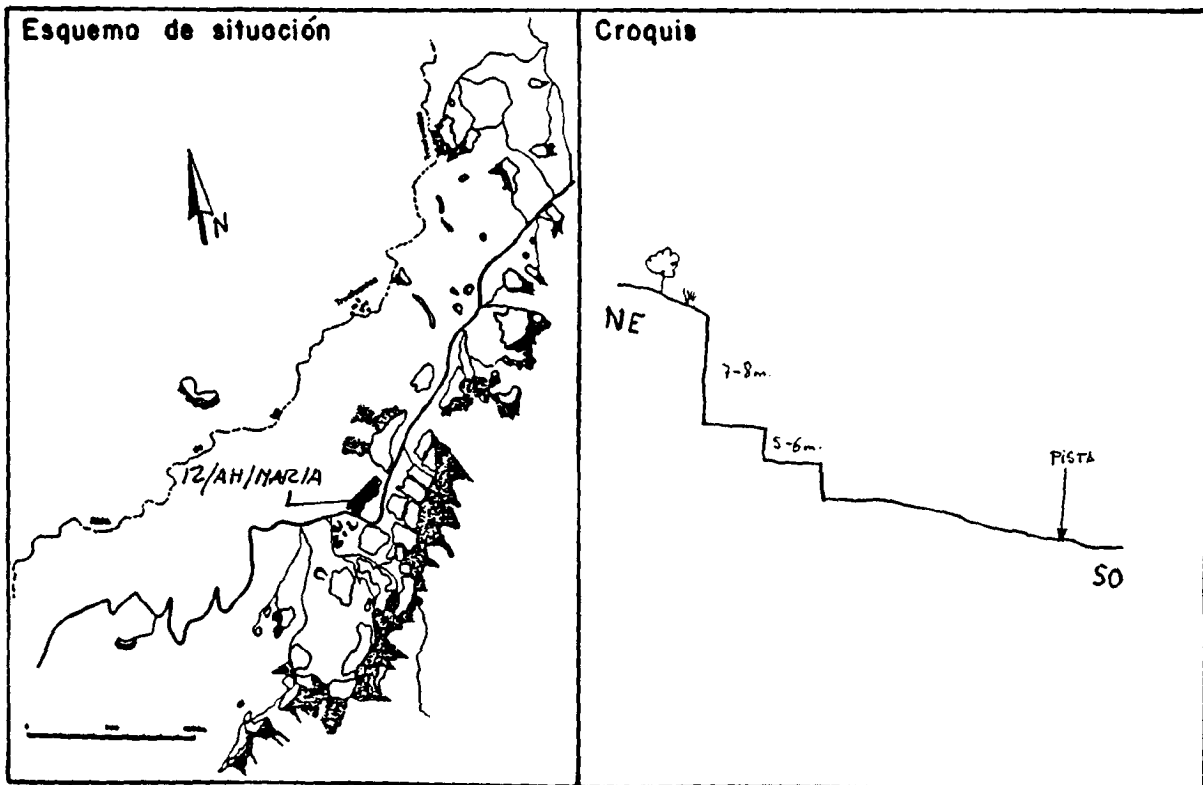 Esquema de situación
N
12/AH/MARIA
Croquis
NE
7-8m.
5-6m.
PISTA
SO